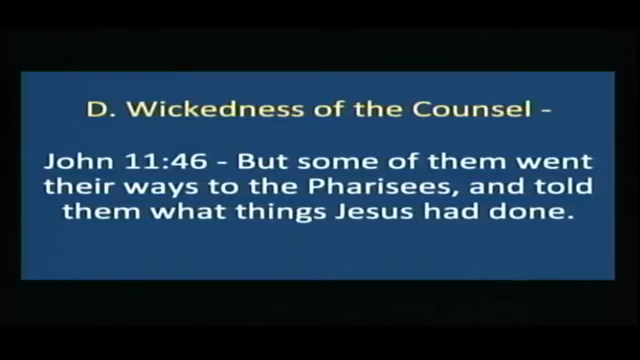 D. Wickedness of the Counsel -
John 11:46 - But some of them went
their ways to the Pharisees, and told
them what things Jesus had done.